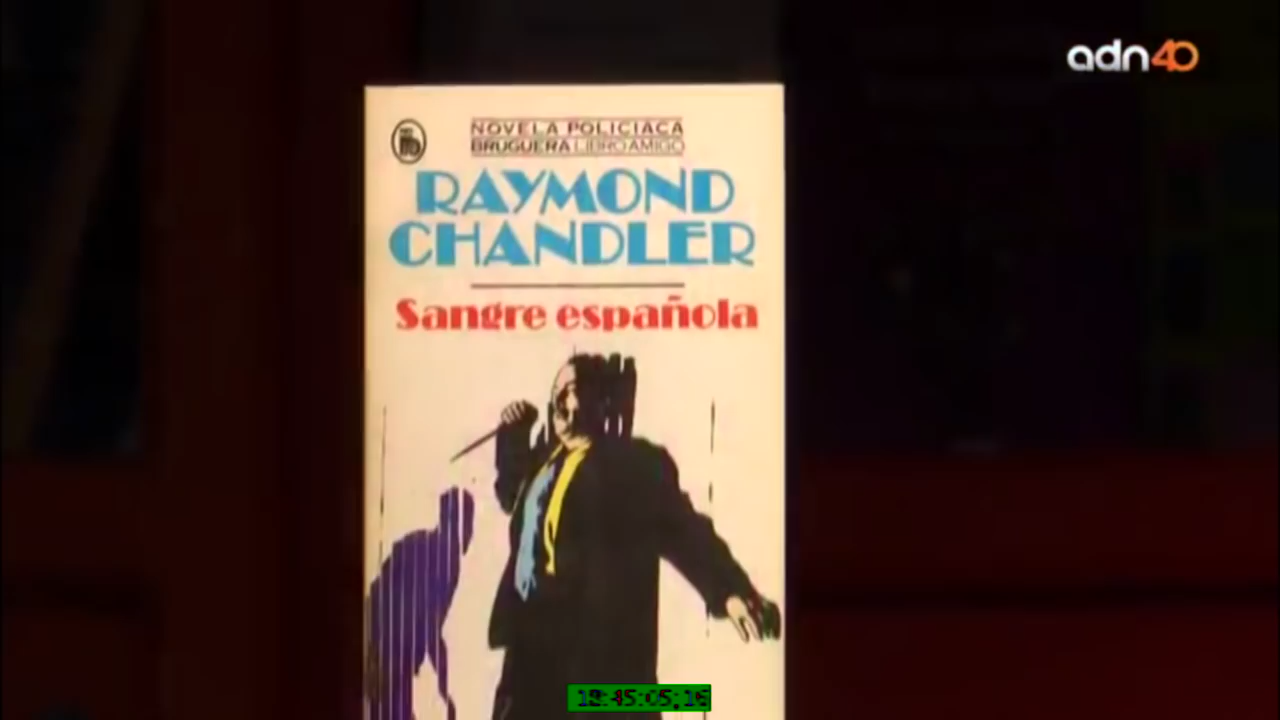 adn40
NOVELA POLICIACA
BRUGUERA LIBRO AMIGO
RAYMOND
CHANDLER
Sangre española